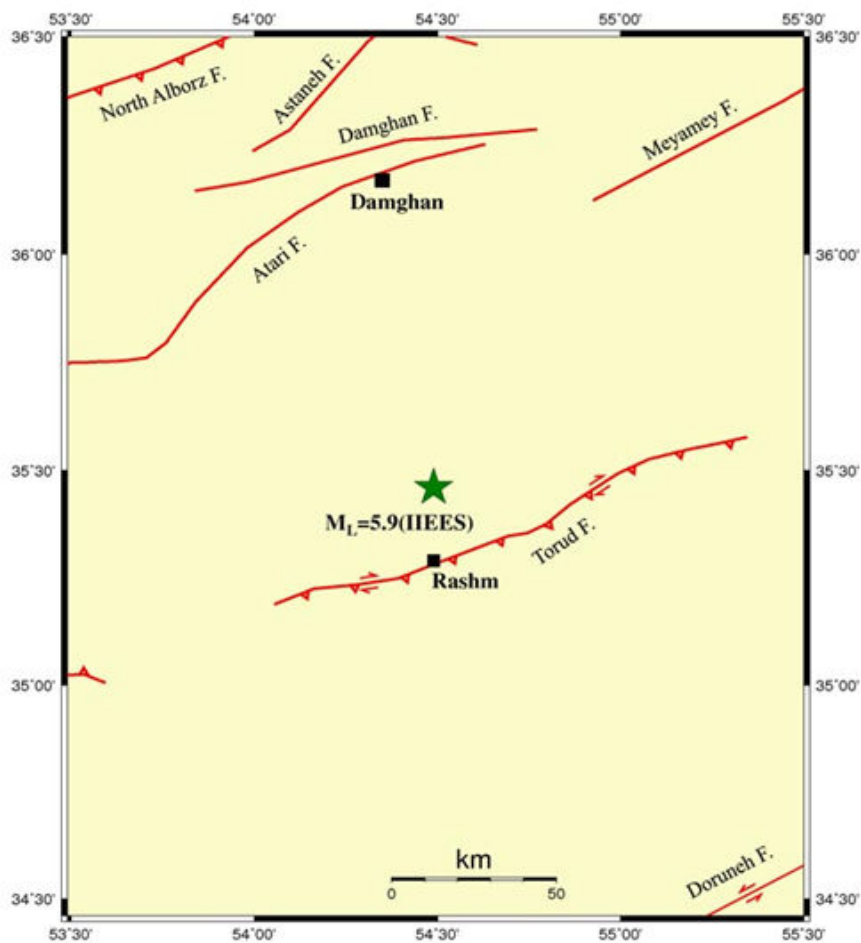 53˚30' 54˚00' 54˚30' 55˚00' 55˚30'
36˚30' 36˚30'
North Alborz F.
Astaneh F.
Damghan F.
Meyamey F.
Damghan
Atari F.
36˚00' 36˚00'
35˚30' 35˚30'
M_L=5.9(IIEES)
Torud F.
Rashm
35˚00' 35˚00'
km
0 50
Doruneh F.
34˚30' 34˚30'
53˚30' 54˚00' 54˚30' 55˚00' 55˚30'